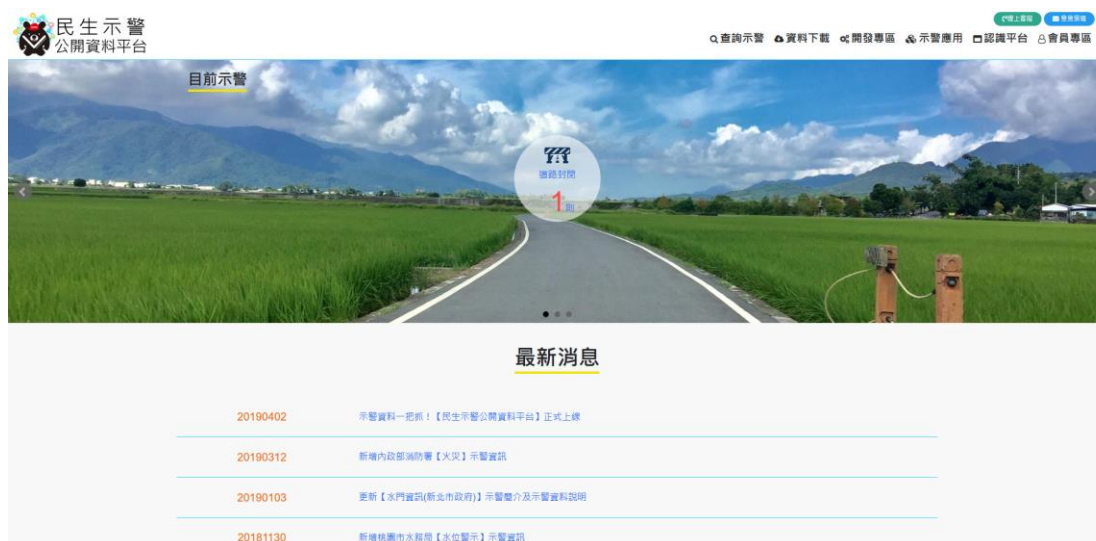 民生示警
公開資料平台
線上客服
會員領域
查詢示警
資料下載
開發專區
示警應用
認識平台
會員專區
目前示警
道路封閉
1則
最新消息
20190402
示警資料一把抓！【民生示警公開資料平台】正式上線
20190312
新增內政部消防署【火災】示警資訊
20190103
更新【水門資訊(新北市政府)】示警簡介及示警資料說明
20181130
新增桃園市水務局【水位警示】示警資訊